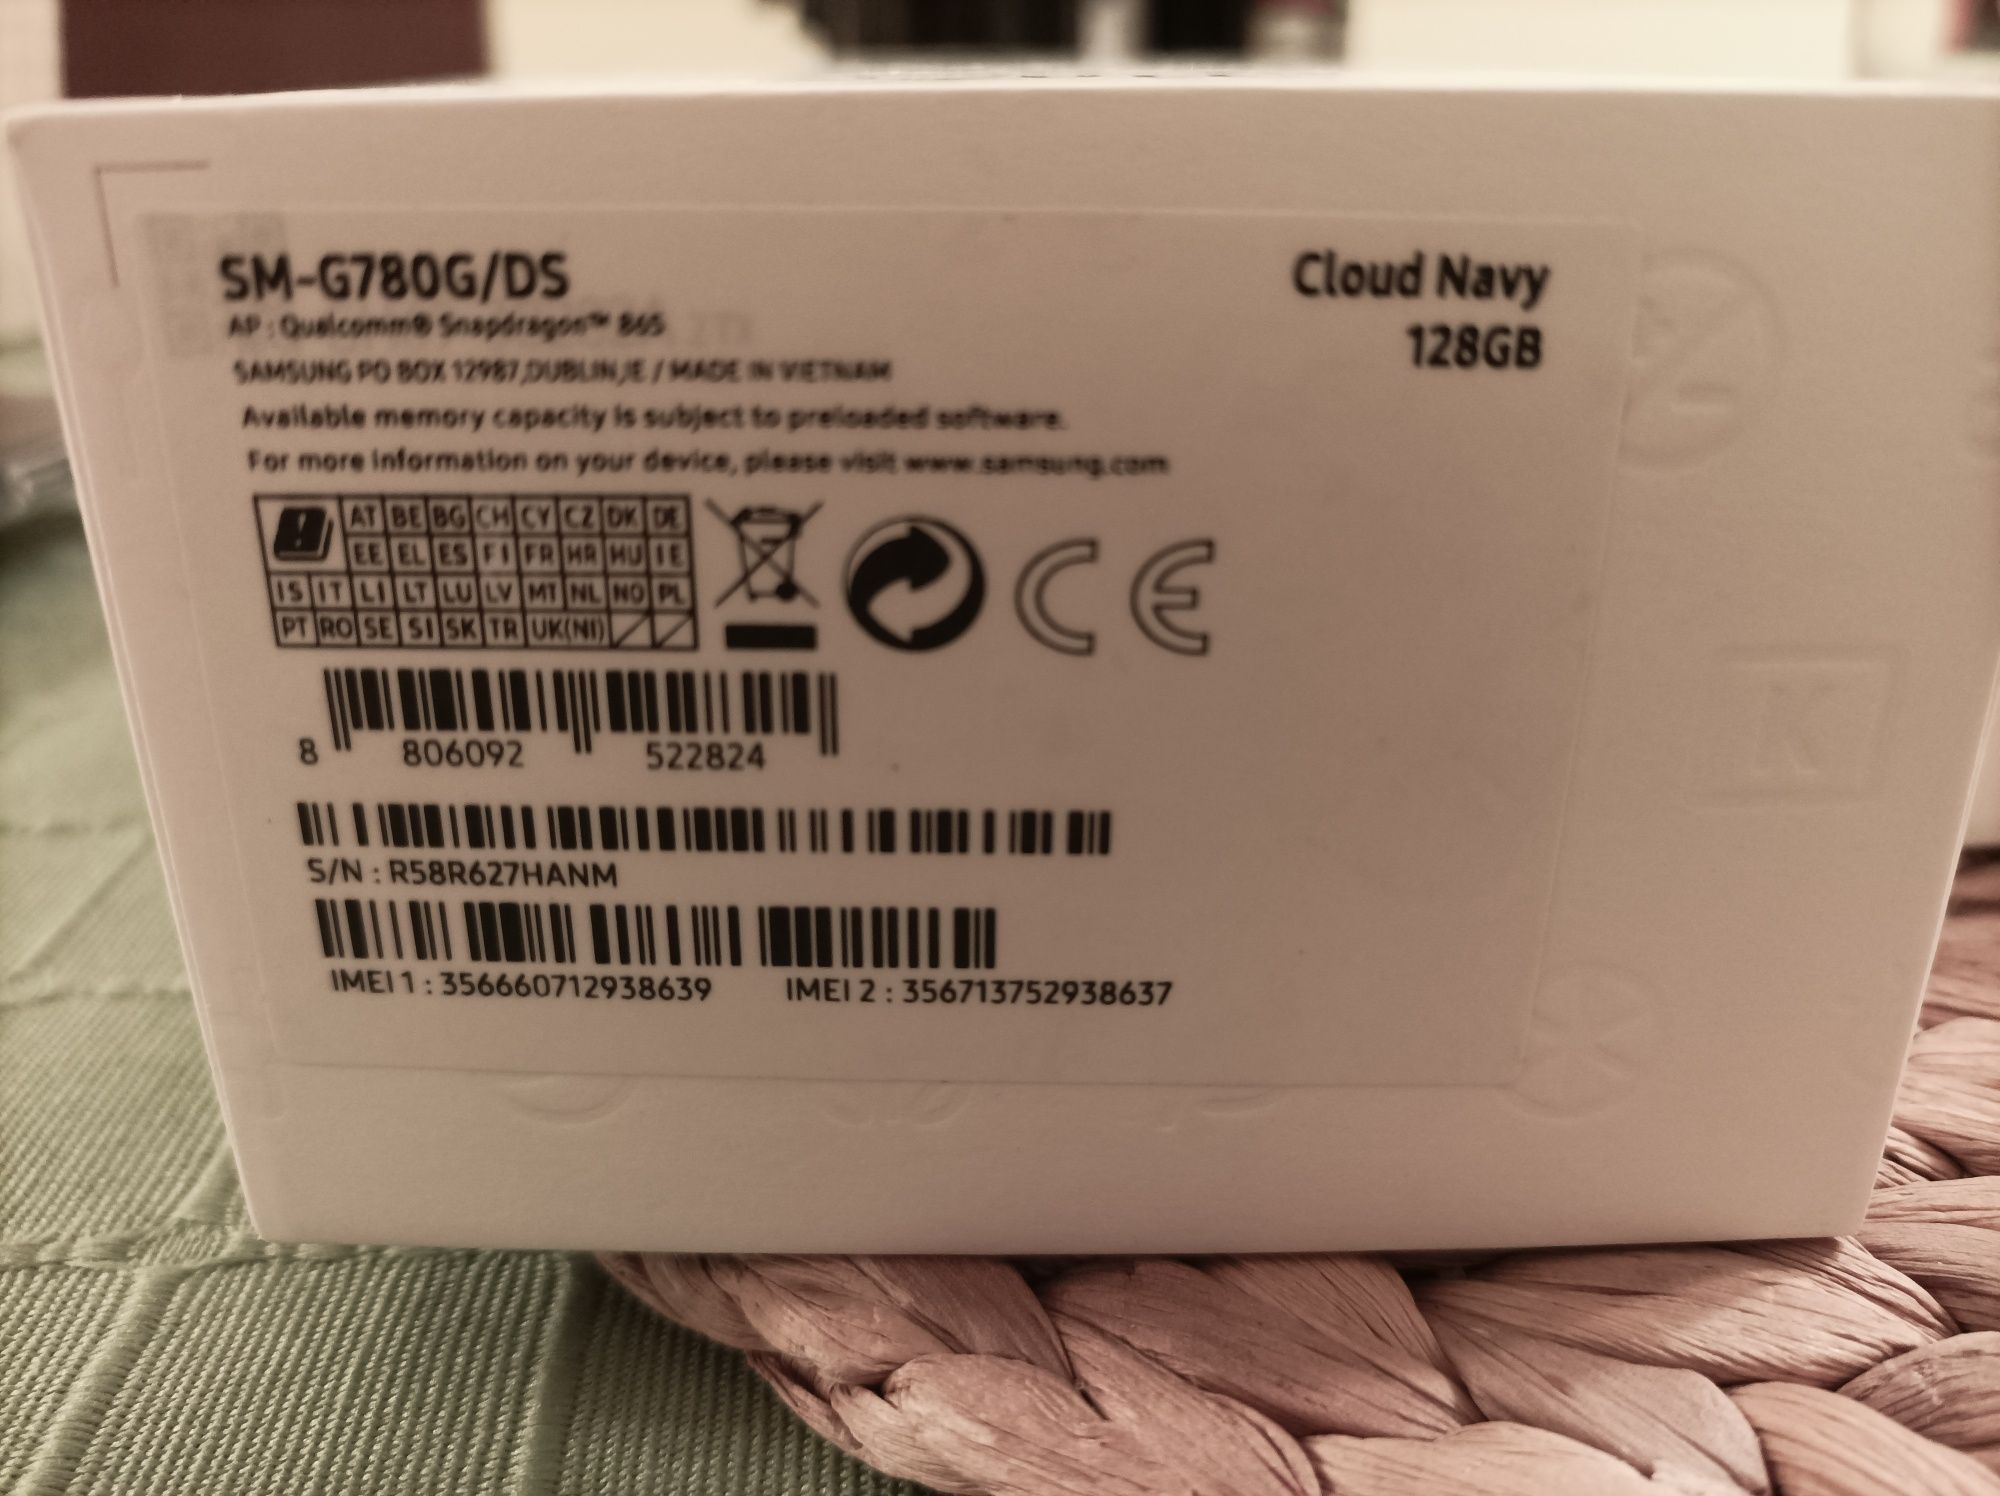 SM-G780G/DS
Cloud Navy
AP : Qualcomm® Snapdragon™ 865
128GB
SAMSUNG PO BOX 12987,DUBLIN,IE / MADE IN VIETNAM
Available memory capacity is subject to preloaded software.
For more information on your device, please visit www.samsung.com
AT BE BG CH CY CZ DK DE
EE EL ES FI FR HR HU IE
IS IT LI LT LU LV MT NL NO PL
PT RO SE SI SK TR UK(NI)
CE
8 806092 522824
S/N : R58R627HANM
IMEI 1 : 356660712938639 IMEI 2 : 356713752938637
K